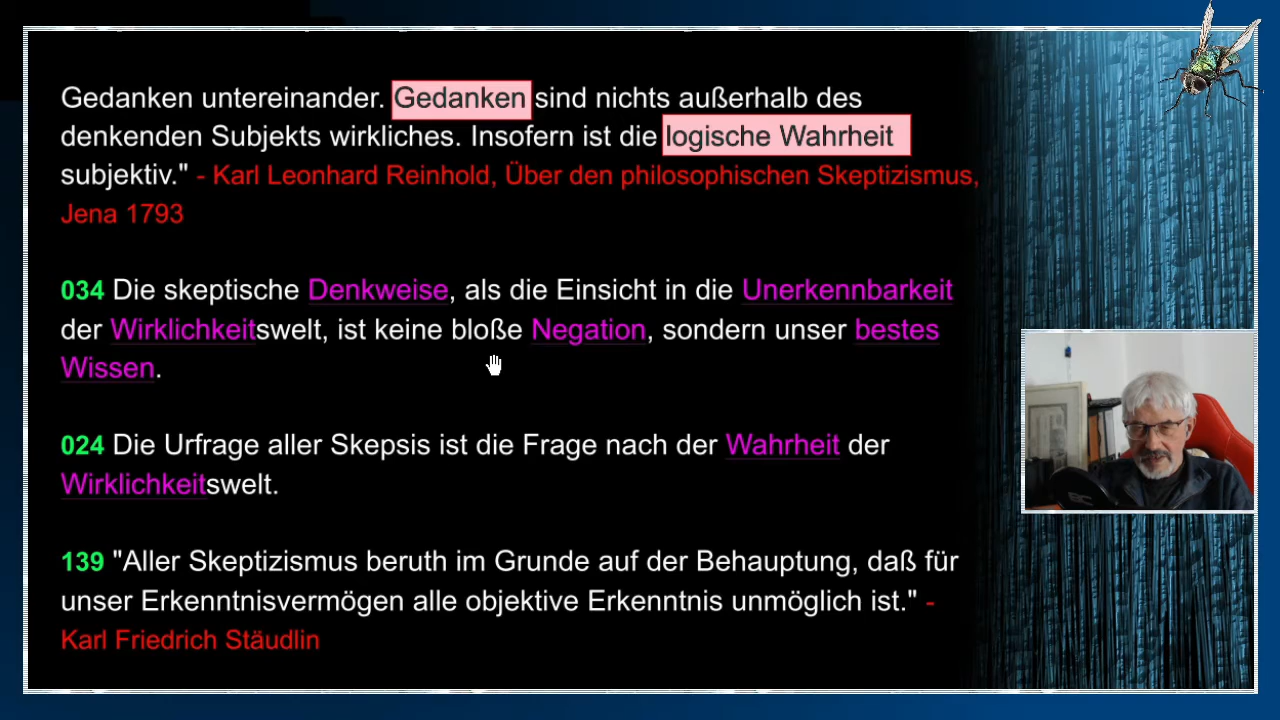 Gedanken untereinander. Gedanken sind nichts außerhalb des
denkenden Subjekts wirkliches. Insofern ist die logische Wahrheit
subjektiv." - Karl Leonhard Reinhold, Über den philosophischen Skeptizismus,
Jena 1793
034 Die skeptische Denkweise, als die Einsicht in die Unerkennbarkeit
der Wirklichkeitswelt, ist keine bloße Negation, sondern unser bestes
Wissen.
024 Die Urfrage aller Skepsis ist die Frage nach der Wahrheit der
Wirklichkeitswelt.
139 "Aller Skeptizismus beruth im Grunde auf der Behauptung, daß für
unser Erkenntnisvermögen alle objektive Erkenntnis unmöglich ist." -
Karl Friedrich Stäudlin